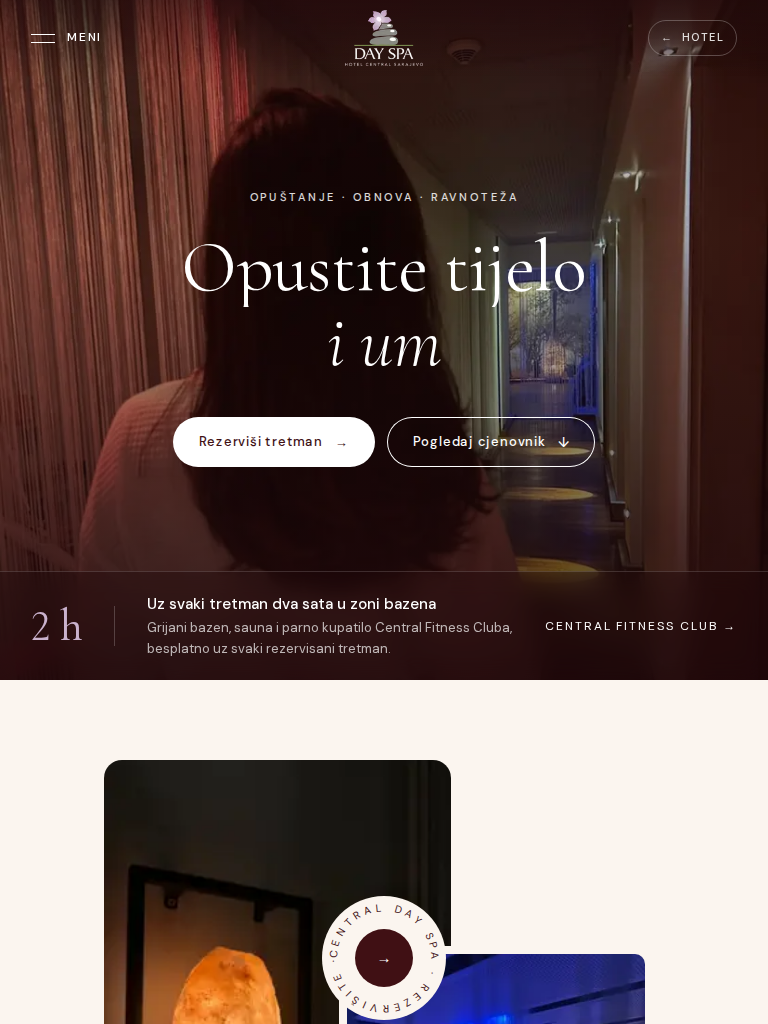 MENI
DAY SPA
HOTEL CENTRAL SARAJEVO
← HOTEL
OPUŠTANJE · OBNOVA · RAVNOTEŽA
Opustite tijelo
i um
Rezerviši tretman →
Pogledaj cjenovnik ↓
2 h
Uz svaki tretman dva sata u zoni bazena
Grijani bazen, sauna i parno kupatilo Central Fitness Cluba,
besplatno uz svaki rezervisani tretman.
CENTRAL FITNESS CLUB →
CENTRAL DAY SPA · REZERVIŠITE ·
→